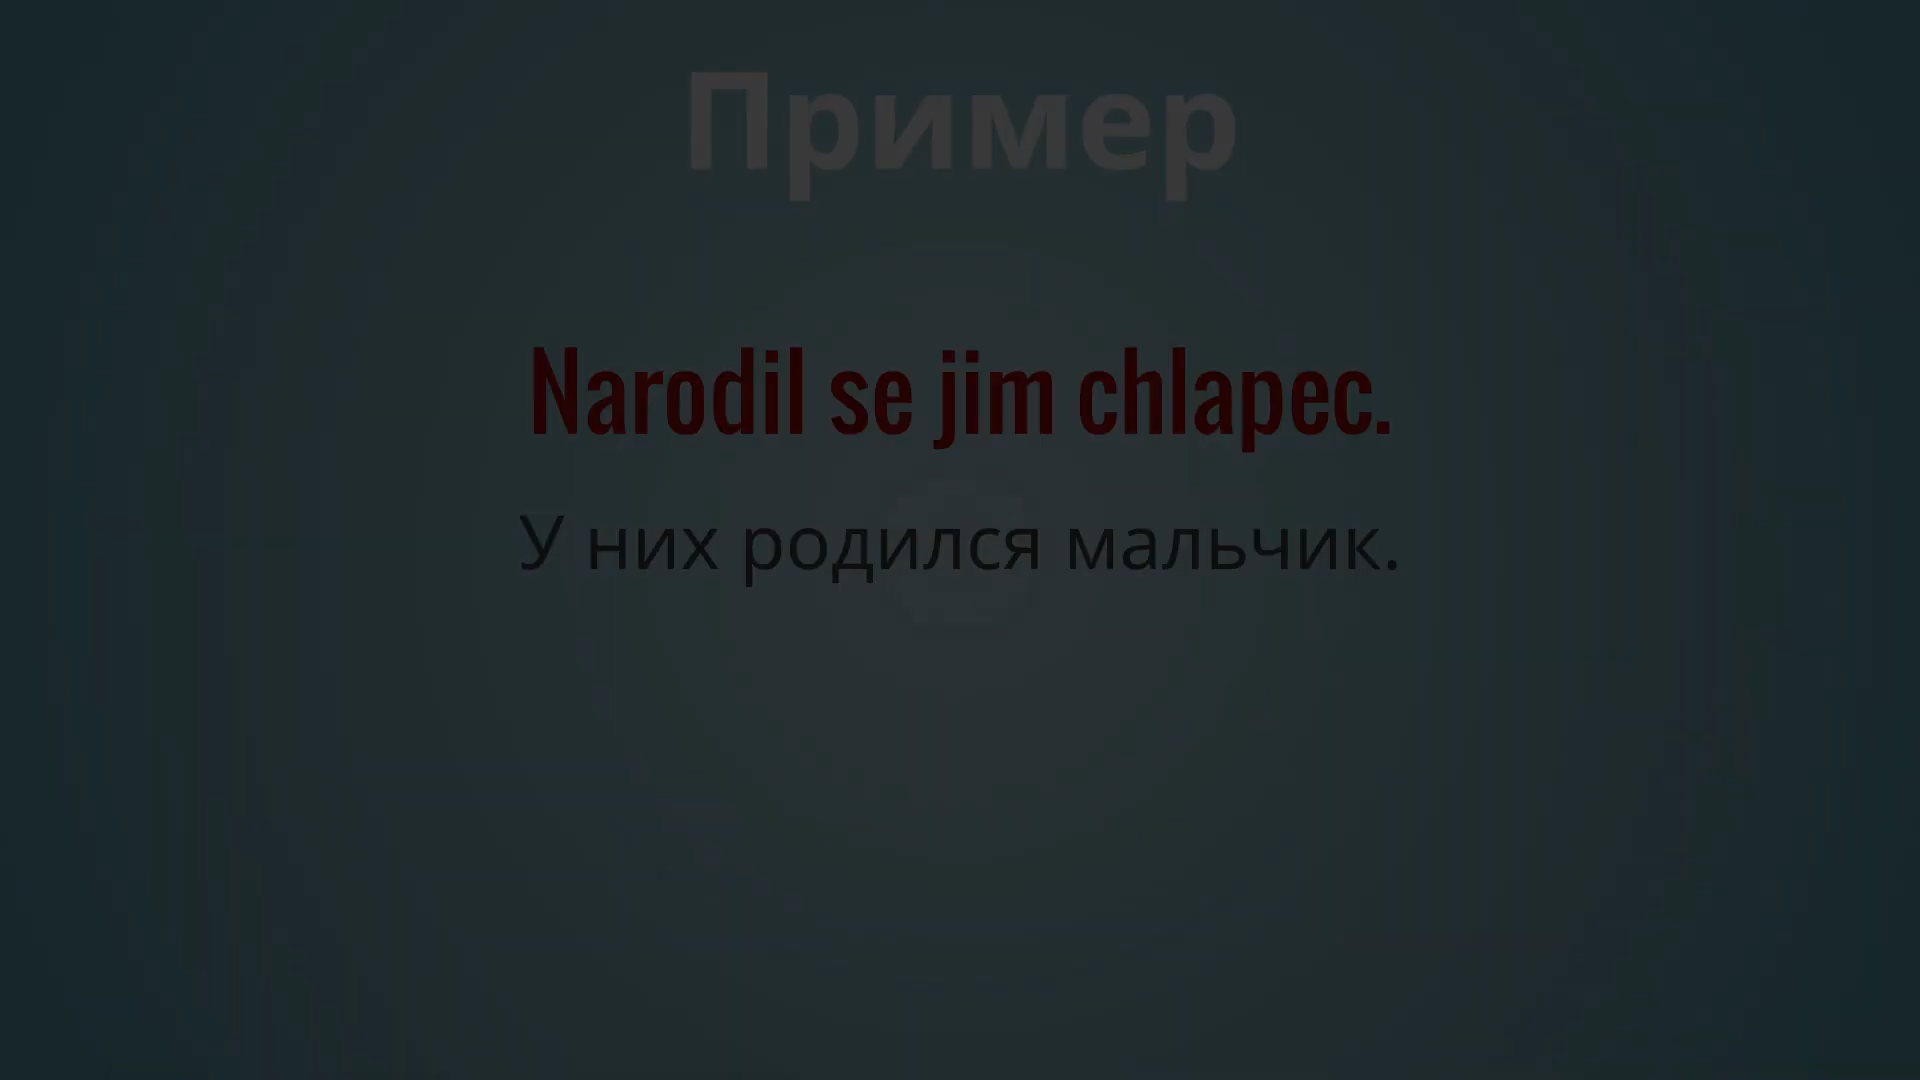 Пример
Narodil se jim chlapec.
У них родился мальчик.